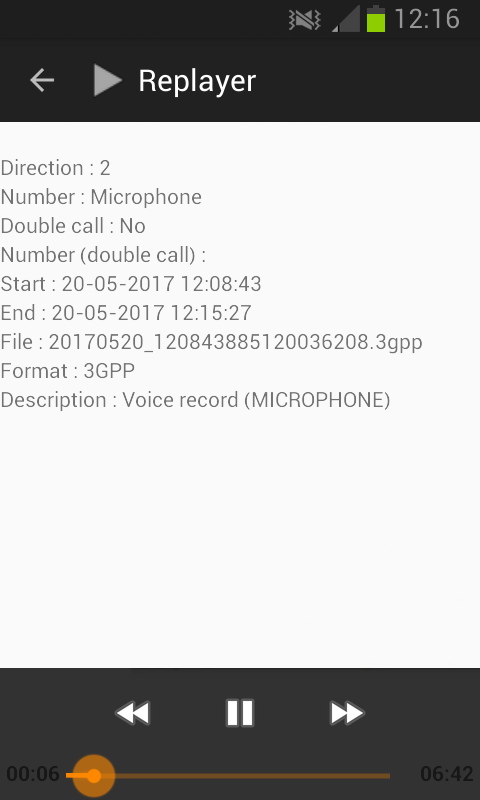 12:16
Replayer
Direction : 2
Number : Microphone
Double call : No
Number (double call) :
Start : 20-05-2017 12:08:43
End : 20-05-2017 12:15:27
File : 20170520_120843885120036208.3gpp
Format : 3GPP
Description : Voice record (MICROPHONE)
00:06 06:42